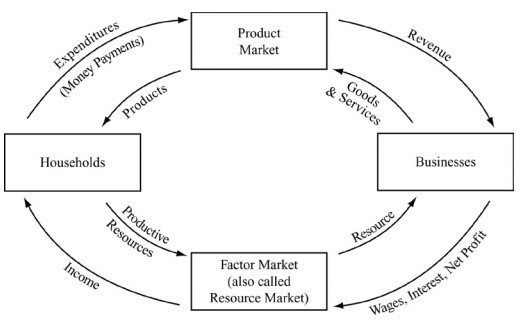 Expenditures
(Money Payments)
Product
Market
Revenue
Products
Goods
& Services
Households
Businesses
Productive
Resources
Resource
Income
Factor Market
(also called
Resource Market)
Wages, Interest, Net Profit